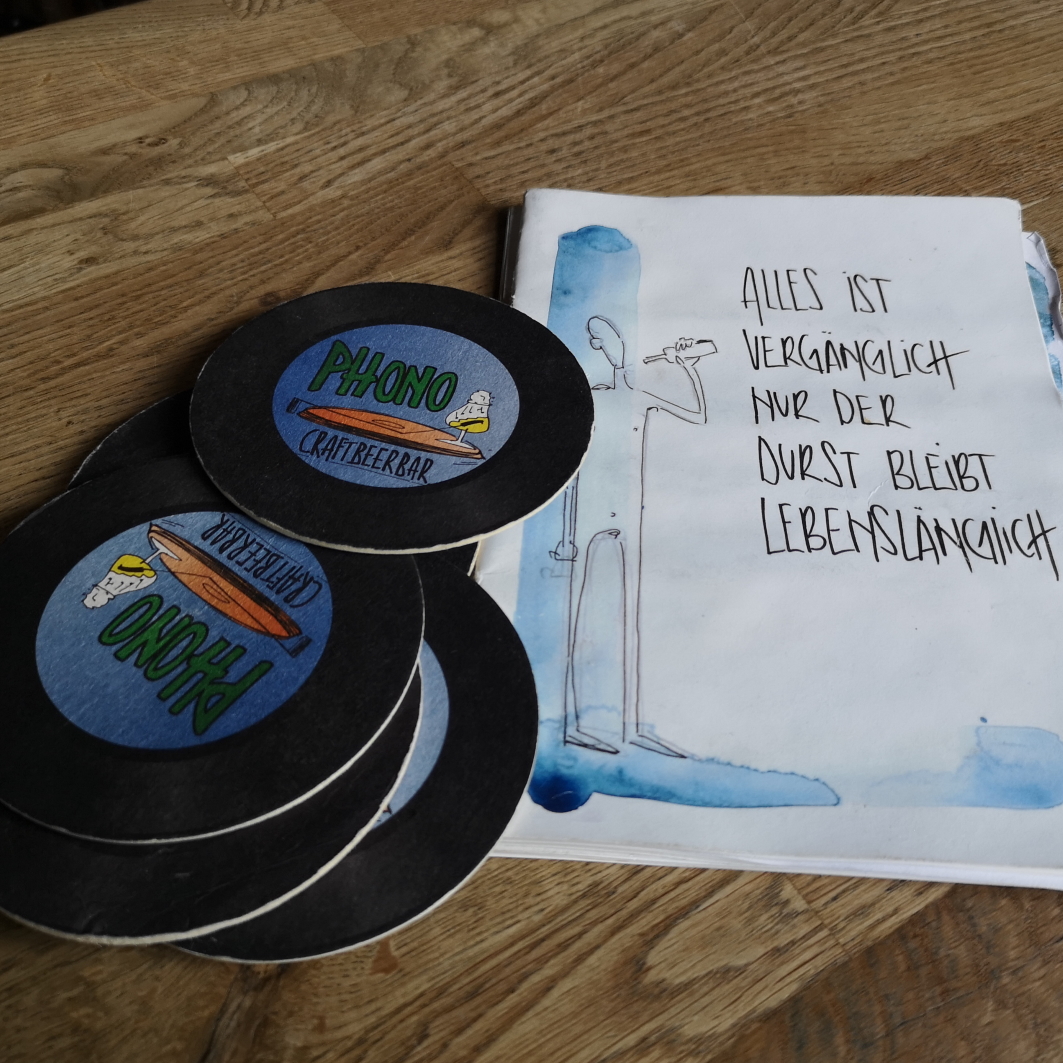 PHONO
CRAFTBEERBAR
CRAFTBEERBAR
PHONO
ALLES IST
VERGÄNGLICH
NUR DER
DURST BLEIBT
LEBENSLÄNGLICH